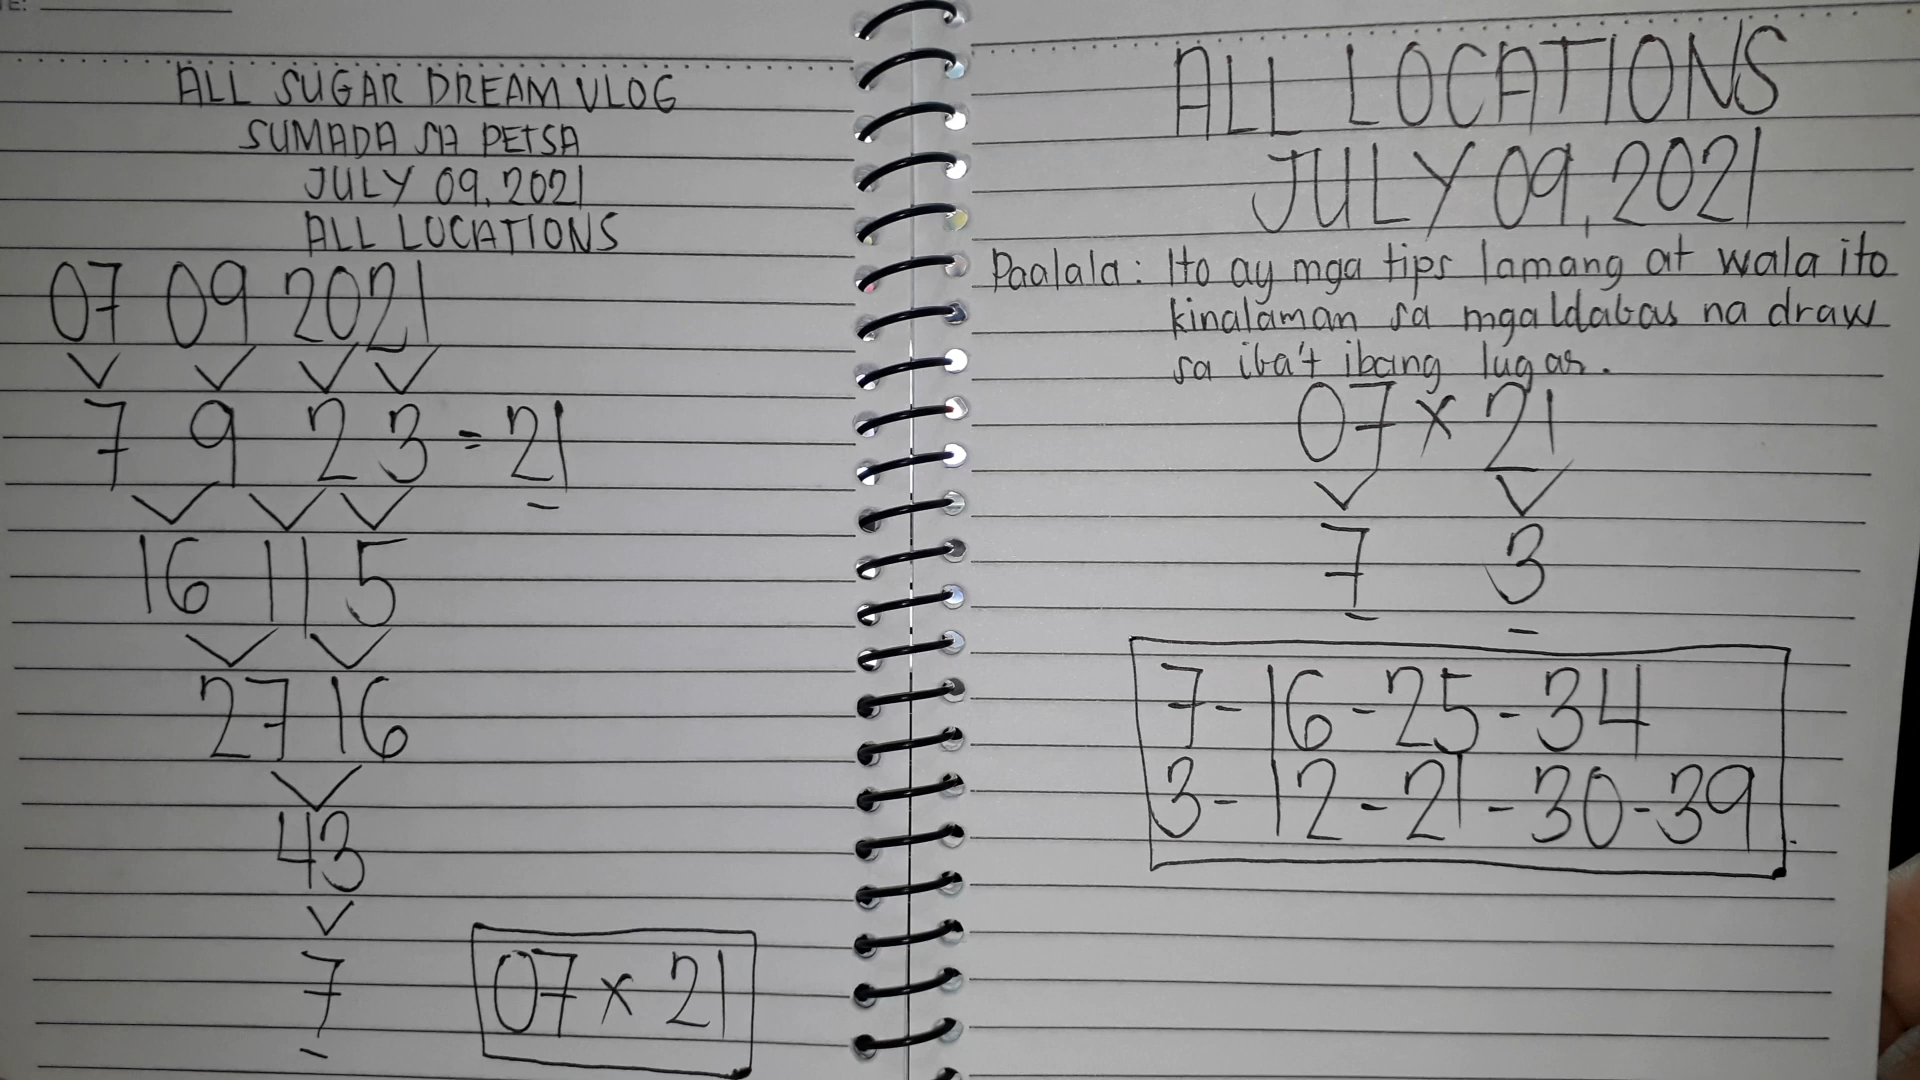 ALL SUGAR DREAM VLOG
SUMADA SA PETSA
JULY 09, 2021
ALL LOCATIONS
07 09 2021
7 9 2 3 = 21
16 11 5
27 16
43
7
07 x 21
ALL LOCATIONS
JULY 09, 2021
Paalala: Ito ay mga tips lamang at wala ito
kinalaman sa mga ldabas na draw
sa iba't ibang lugar.
07 x 21
7 3
7-16-25-34
3-12-21-30-39